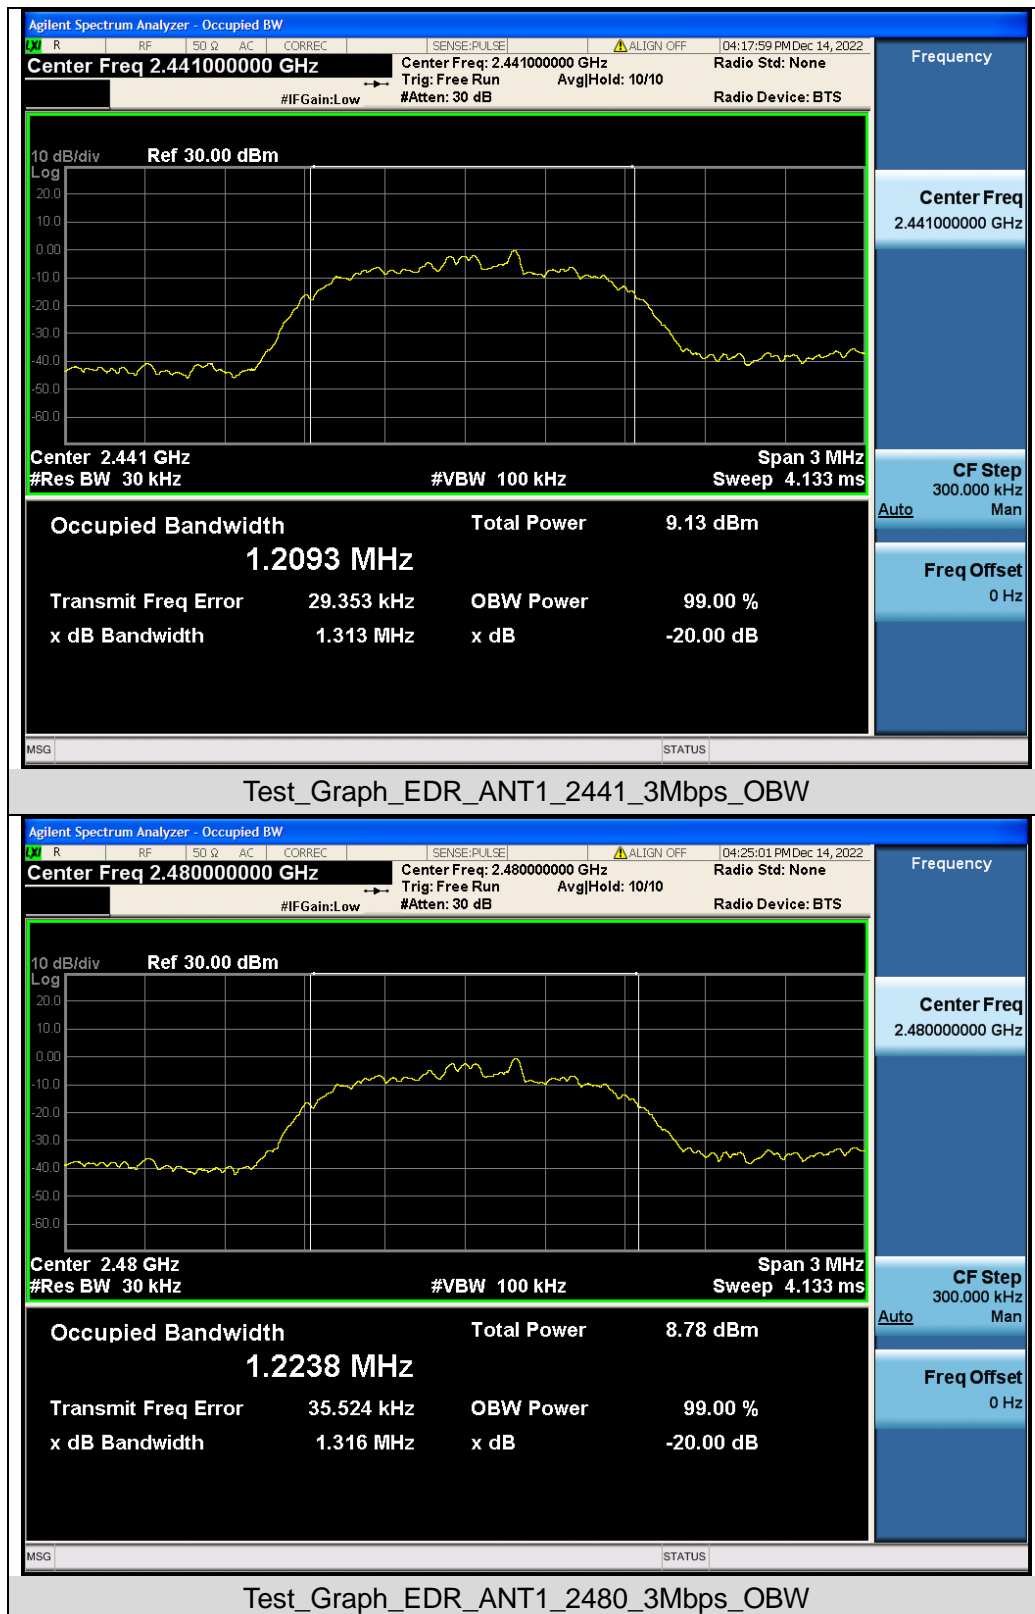 Agilent Spectrum Analyzer - Occupied BW
LXI R RF 50 Ω AC CORREC SENSE:PULSE ALIGN OFF 04:17:59 PM Dec 14, 2022
Center Freq 2.441000000 GHz
Center Freq: 2.441000000 GHz
Radio Std: None
Trig: Free Run Avg|Hold: 10/10
#IFGain:Low #Atten: 30 dB Radio Device: BTS
Frequency
10 dB/div Ref 30.00 dBm
Log
20.0
10.0
0.00
-10.0
-20.0
-30.0
-40.0
-50.0
-60.0
Center 2.441 GHz Span 3 MHz
#Res BW 30 kHz #VBW 100 kHz Sweep 4.133 ms
Center Freq
2.441000000 GHz
CF Step
300.000 kHz
Auto Man
Freq Offset
0 Hz
Occupied Bandwidth Total Power 9.13 dBm
1.2093 MHz
Transmit Freq Error 29.353 kHz OBW Power 99.00 %
x dB Bandwidth 1.313 MHz x dB -20.00 dB
MSG STATUS
Test_Graph_EDR_ANT1_2441_3Mbps_OBW
Agilent Spectrum Analyzer - Occupied BW
LXI R RF 50 Ω AC CORREC SENSE:PULSE ALIGN OFF 04:25:01 PM Dec 14, 2022
Center Freq 2.480000000 GHz
Center Freq: 2.480000000 GHz
Radio Std: None
Trig: Free Run Avg|Hold: 10/10
#IFGain:Low #Atten: 30 dB Radio Device: BTS
Frequency
10 dB/div Ref 30.00 dBm
Log
20.0
10.0
0.00
-10.0
-20.0
-30.0
-40.0
-50.0
-60.0
Center 2.48 GHz Span 3 MHz
#Res BW 30 kHz #VBW 100 kHz Sweep 4.133 ms
Center Freq
2.480000000 GHz
CF Step
300.000 kHz
Auto Man
Freq Offset
0 Hz
Occupied Bandwidth Total Power 8.78 dBm
1.2238 MHz
Transmit Freq Error 35.524 kHz OBW Power 99.00 %
x dB Bandwidth 1.316 MHz x dB -20.00 dB
MSG STATUS
Test_Graph_EDR_ANT1_2480_3Mbps_OBW